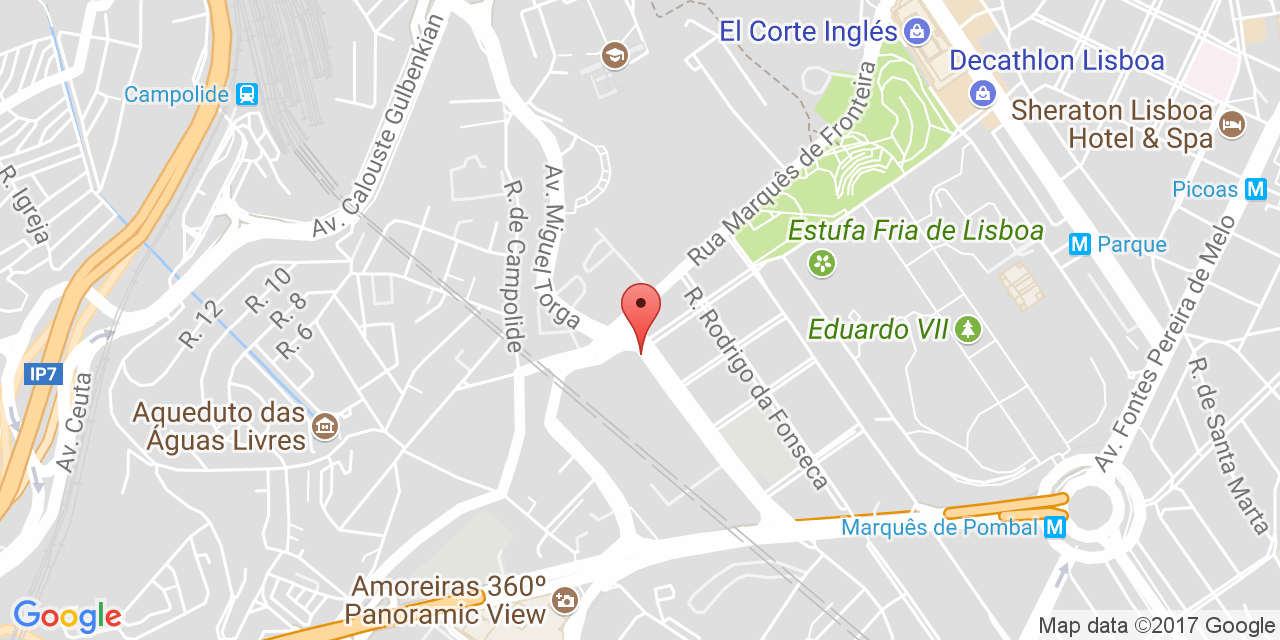 El Corte Inglés
Decathlon Lisboa
Campolide
Av. Calouste Gulbenkian
Sheraton Lisboa
Hotel & Spa
Rua Marquês de Fronteira
R. Igreja
Av. Miguel Torga
R. de Campolide
Picoas
M
Estufa Fria de Lisboa
M
Parque
Av. Fontes Pereira de Melo
R. 10
R. 8
R. 12
R. 6
R. Rodrigo da Fonseca
Eduardo VII
IP7
Av. Ceuta
R. de Santa Marta
Aqueduto das
Águas Livres
Marquês de Pombal
M
Amoreiras 360º
Panoramic View
Google
Map data ©2017 Google